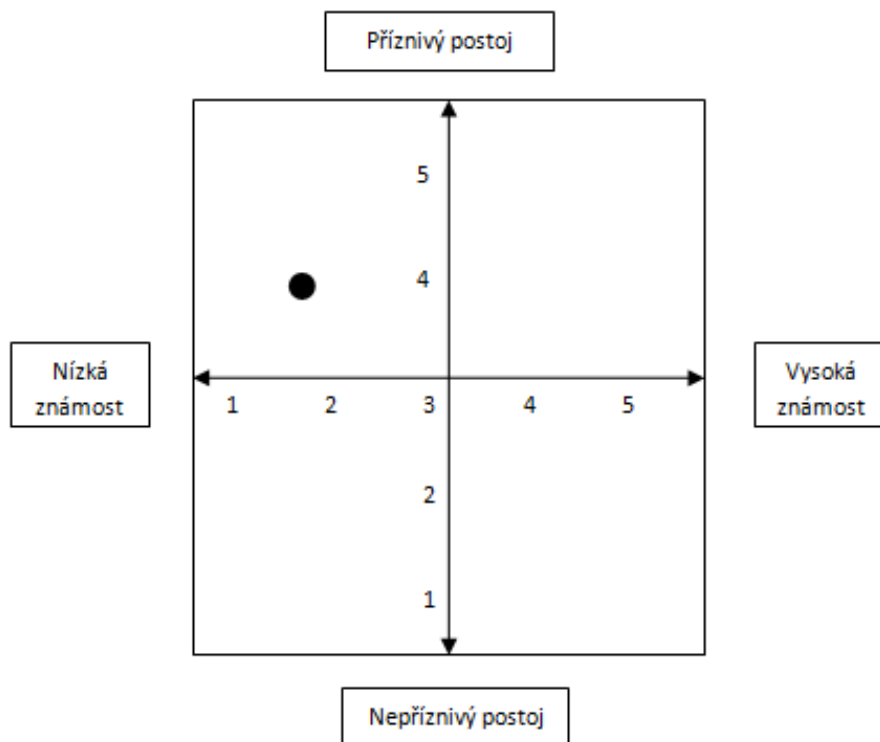 Příznivý postoj
5
4
Nízká
známost
Vysoká
známost
1 2 3 4 5
2
1
Nepříznivý postoj